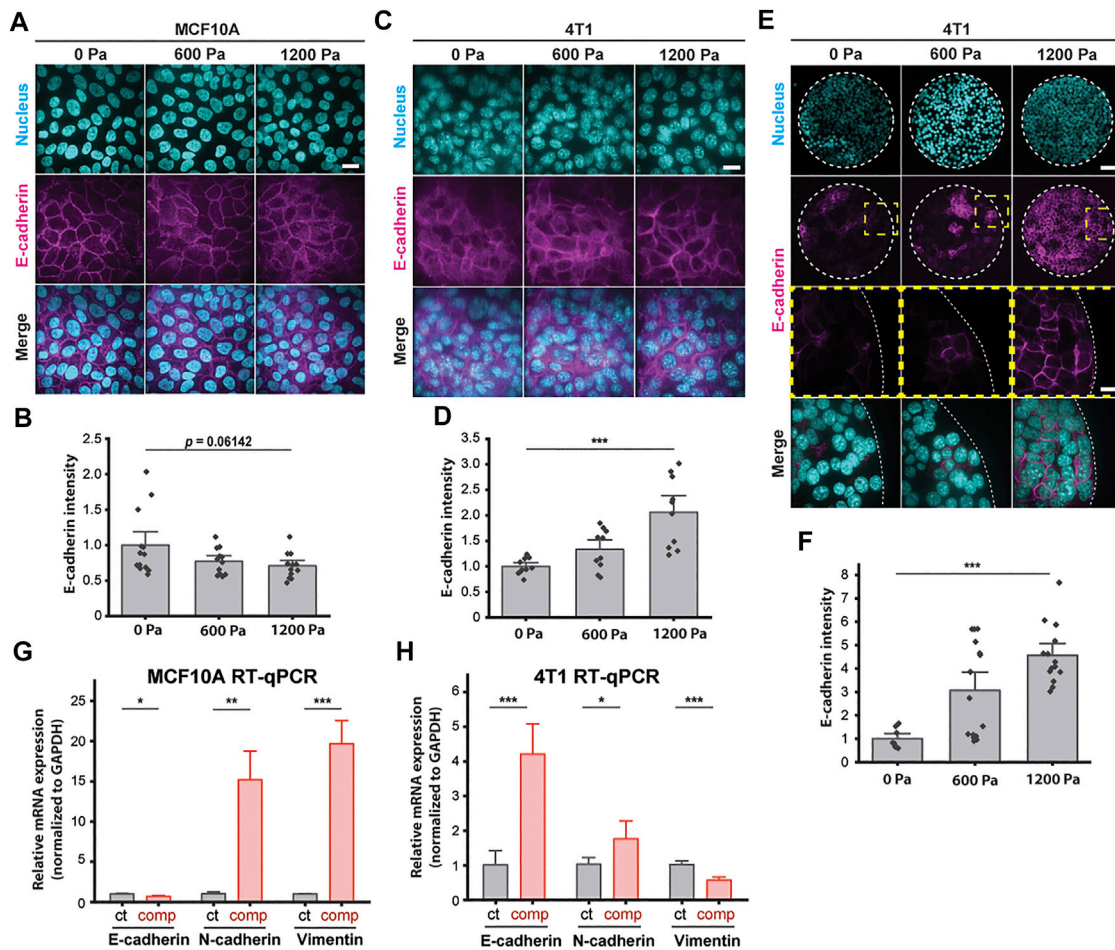 A
MCF10A
0 Pa 600 Pa 1200 Pa
Nucleus
E-cadherin
Merge
C
4T1
0 Pa 600 Pa 1200 Pa
Nucleus
E-cadherin
Merge
E
4T1
0 Pa 600 Pa 1200 Pa
Nucleus
E-cadherin
Merge
B
E-cadherin intensity
2.5
2.0
1.5
1.0
0.5
0
p = 0.06142
0 Pa 600 Pa 1200 Pa
D
E-cadherin intensity
3.5
3.0
2.5
2.0
1.5
1.0
0.5
0
***
0 Pa 600 Pa 1200 Pa
F
E-cadherin intensity
8
7
6
5
4
3
2
1
0
***
0 Pa 600 Pa 1200 Pa
G
MCF10A RT-qPCR
Relative mRNA expression
(normalized to GAPDH)
25
20
15
10
5
0
* ** ***
ct comp ct comp ct comp
E-cadherin N-cadherin Vimentin
H
4T1 RT-qPCR
Relative mRNA expression
(normalized to GAPDH)
6
5
4
3
2
1
0
*** * ***
ct comp ct comp ct comp
E-cadherin N-cadherin Vimentin